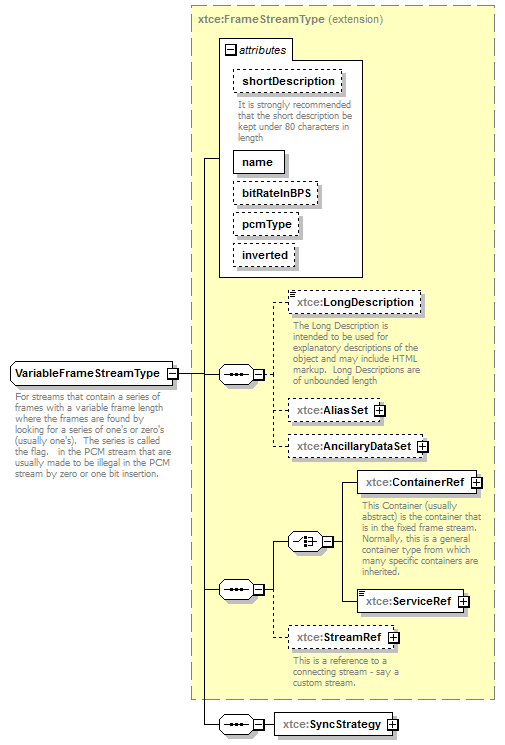 xtce:FrameStreamType (extension)
attributes
shortDescription
It is strongly recommended
that the short description be
kept under 80 characters in
length
name
bitRateInBPS
pcmType
inverted
xtce:LongDescription
The Long Description is
intended to be used for
explanatory descriptions of the
object and may include HTML
markup.  Long Descriptions are
of unbounded length
VariableFrameStreamType
For streams that contain a series of
frames with a variable frame length
where the frames are found by
looking for a series of one's or zero's
(usually one's).  The series is called
the flag.   in the PCM stream that are
usually made to be illegal in the PCM
stream by zero or one bit insertion.
xtce:AliasSet
xtce:AncillaryDataSet
xtce:ContainerRef
This Container (usually
abstract) is the container that
is in the fixed frame stream.
Normally, this is a general
container type from which
many specific containers are
inherited.
xtce:ServiceRef
xtce:StreamRef
This is a reference to a
connecting stream - say a
custom stream.
xtce:SyncStrategy